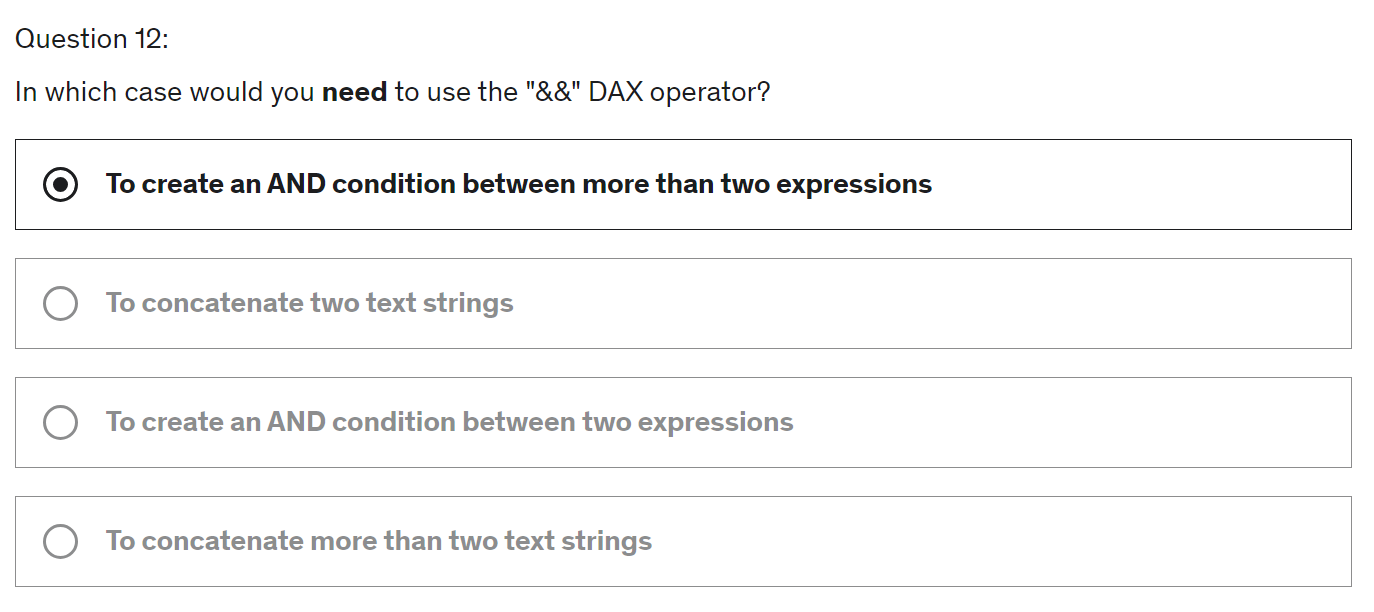 Question 12:
In which case would you need to use the "&&" DAX operator?
To create an AND condition between more than two expressions
To concatenate two text strings
To create an AND condition between two expressions
To concatenate more than two text strings